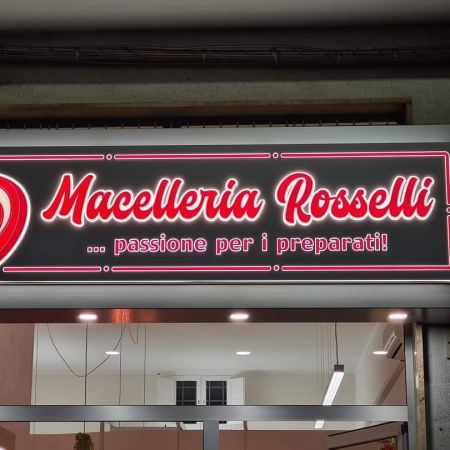 Macelleria Rosselli
... passione per i preparati!